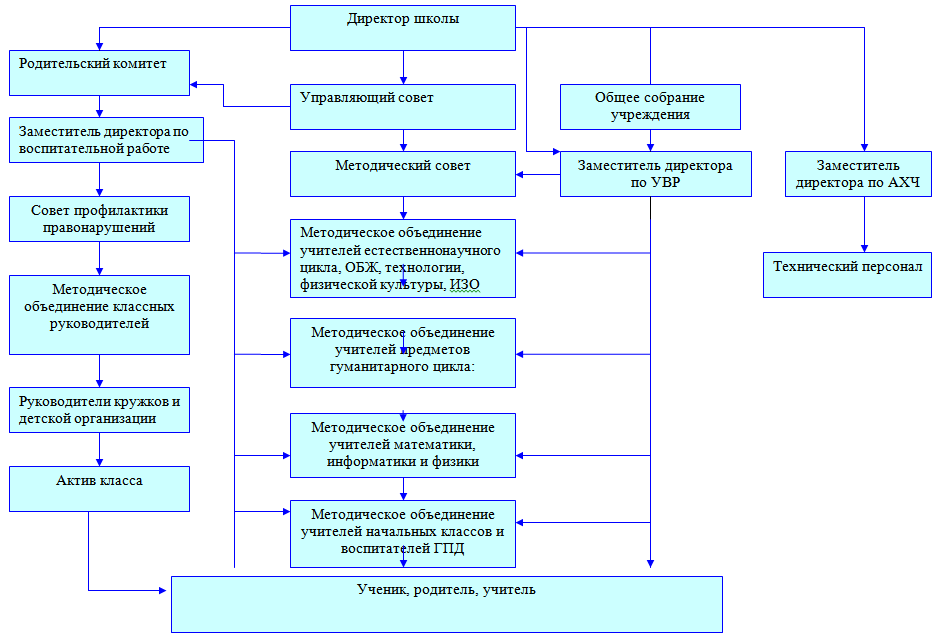 Директор школы
Родительский комитет
Управляющий совет
Общее собрание
учреждения
Заместитель директора по
воспитательной работе
Методический совет
Заместитель директора
по УВР
Заместитель
директора по АХЧ
Совет профилактики
правонарушений
Методическое объединение
учителей естественнонаучного
цикла, ОБЖ, технологии,
физической культуры, ИЗО
Технический персонал
Методическое
объединение классных
руководителей
Методическое объединение
учителей предметов
гуманитарного цикла:
Руководители кружков и
детской организации
Методическое объединение
учителей математики,
информатики и физики
Актив класса
Методическое объединение
учителей начальных классов и
воспитателей ГПД
Ученик, родитель, учитель